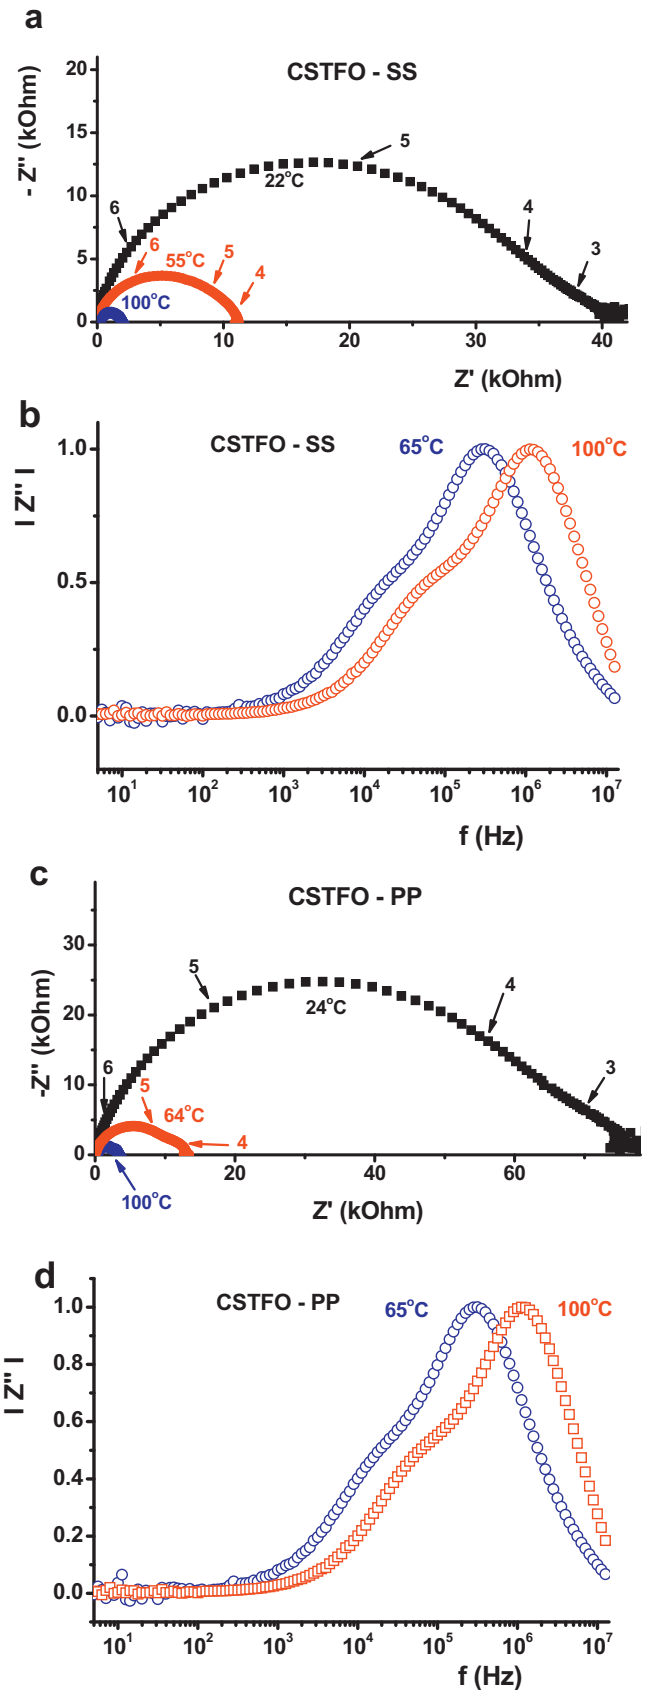 a
CSTFO - SS
- Z'' (kOhm)
20
15
10
5
0
5
22°C
6
4
3
6
55°C
5
4
100°C
0
10
20
30
40
Z' (kOhm)
b
CSTFO - SS
65°C
100°C
I Z'' I
1.0
0.5
0.0
10¹
10²
10³
10⁴
10⁵
10⁶
10⁷
f (Hz)
c
CSTFO - PP
-Z'' (kOhm)
30
20
10
0
5
24°C
4
6
3
5
64°C
4
100°C
0
20
40
60
Z' (kOhm)
d
CSTFO - PP
65°C
100°C
I Z'' I
1.0
0.8
0.6
0.4
0.2
0.0
10¹
10²
10³
10⁴
10⁵
10⁶
10⁷
f (Hz)